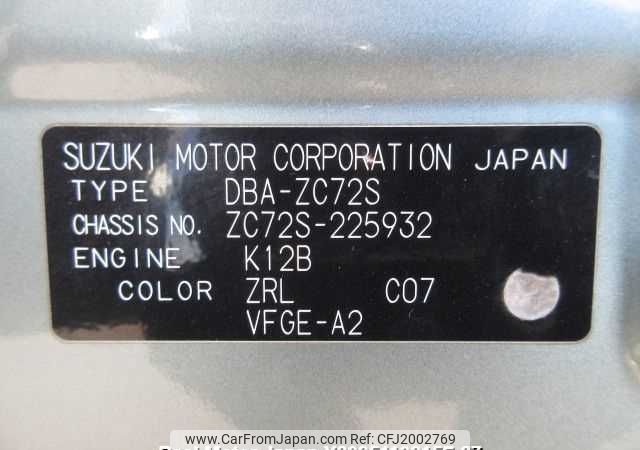 SUZUKI MOTOR CORPORATION JAPAN
TYPE DBA-ZC72S
CHASSIS NO. ZC72S-225932
ENGINE K12B
COLOR ZRL C07
VFGE-A2
www.CarFromJapan.com | CFJ2002769